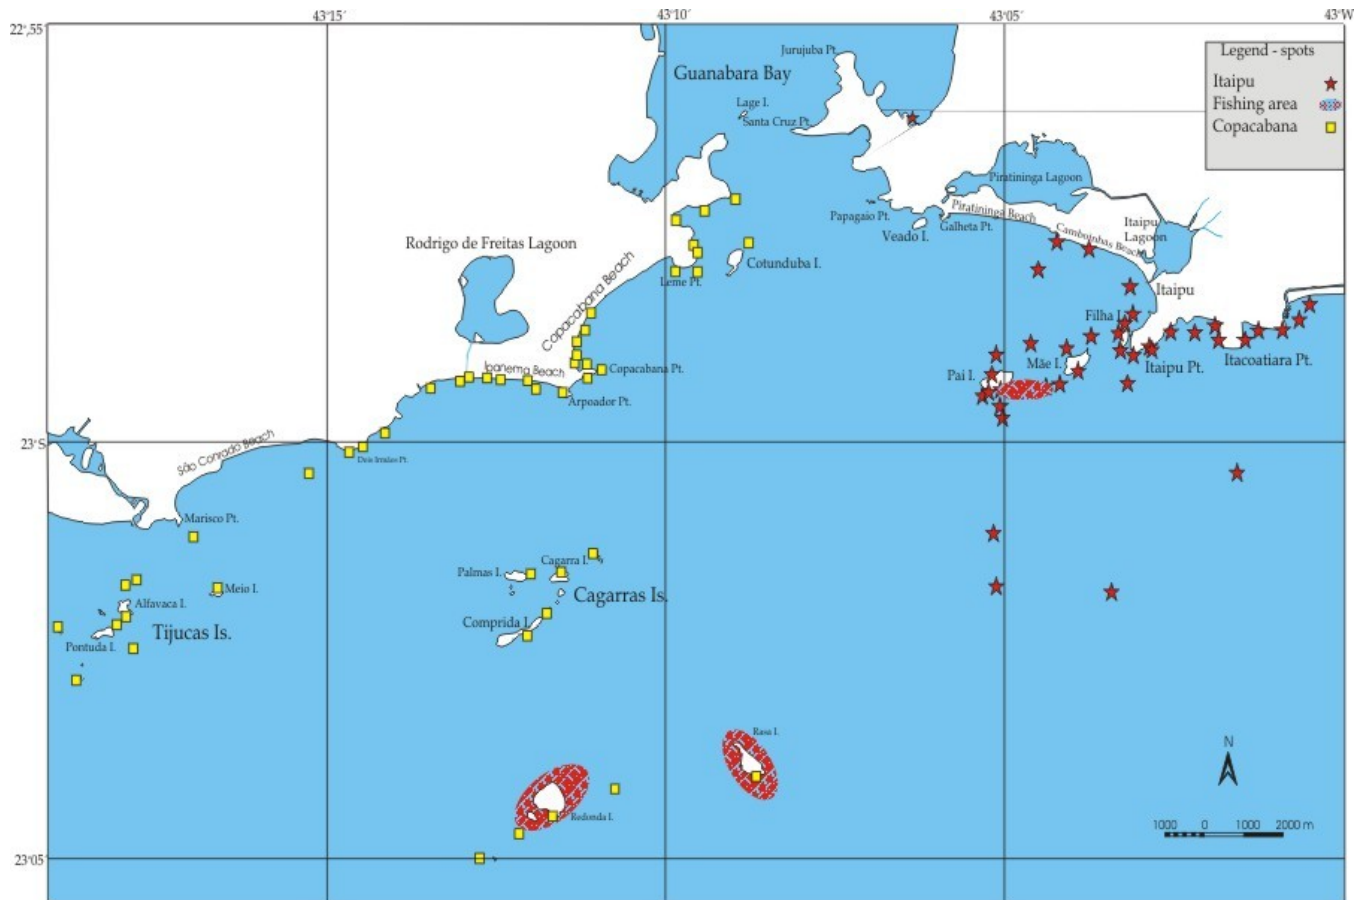 43°15'
43°10'
43°05'
43°W
22°,55
Jurujuba Pt.
Legend - spots
Guanabara Bay
Itaipu
Lage I.
Fishing area
Santa Cruz Pt.
Copacabana
Piratininga Lagoon
Piratininga Beach
Papagaio Pt.
Galheta Pt.
Veado I.
Camboinhas Beach
Itaipu
Lagoon
Rodrigo de Freitas Lagoon
Copacabana Beach
Cotunduba I.
Leme Pt.
Itaipu
Filha I.
Ipanema Beach
Copacabana Pt.
Mãe I.
Itaipu Pt.
Itacoatiara Pt.
Pai I.
Arpoador Pt.
23°S
São Conrado Beach
Dois Irmãos Pt.
Marisco Pt.
Cagarra I.
Palmas I.
Meio I.
Cagarras Is.
Alfavaca I.
Comprida I.
Tijucas Is.
Pontuda I.
Rasa I.
N
Redonda I.
1000 0 1000 2000 m
23°05'